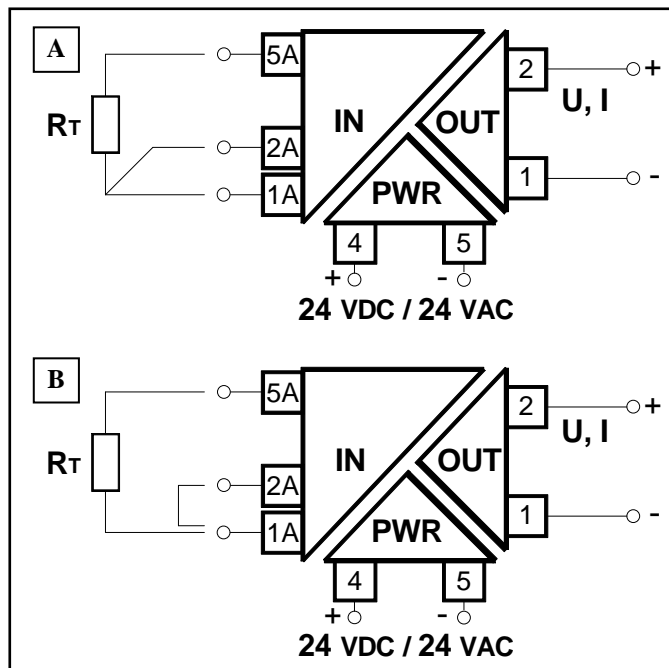 A
5A
2
+
RT
IN
OUT
U, I
2A
1A
PWR
1
-
4
5
+
-
24 VDC / 24 VAC
B
5A
2
+
RT
IN
OUT
U, I
2A
1A
PWR
1
-
4
5
+
-
24 VDC / 24 VAC